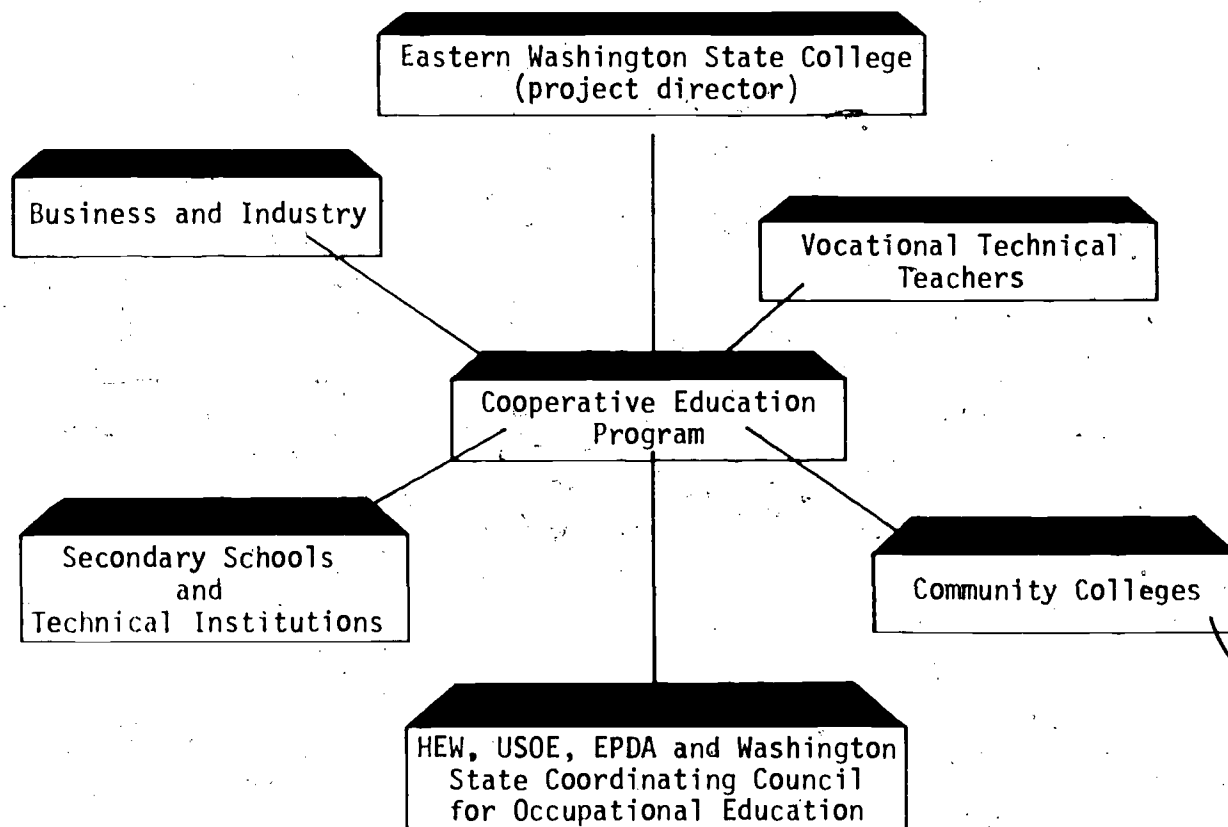 Eastern Washington State College
(project director)
Business and Industry
Vocational Technical
Teachers
Cooperative Education
Program
Secondary Schools
and
Technical Institutions
Community Colleges
HEW, USOE, EPDA and Washington
State Coordinating Council
for Occupational Education